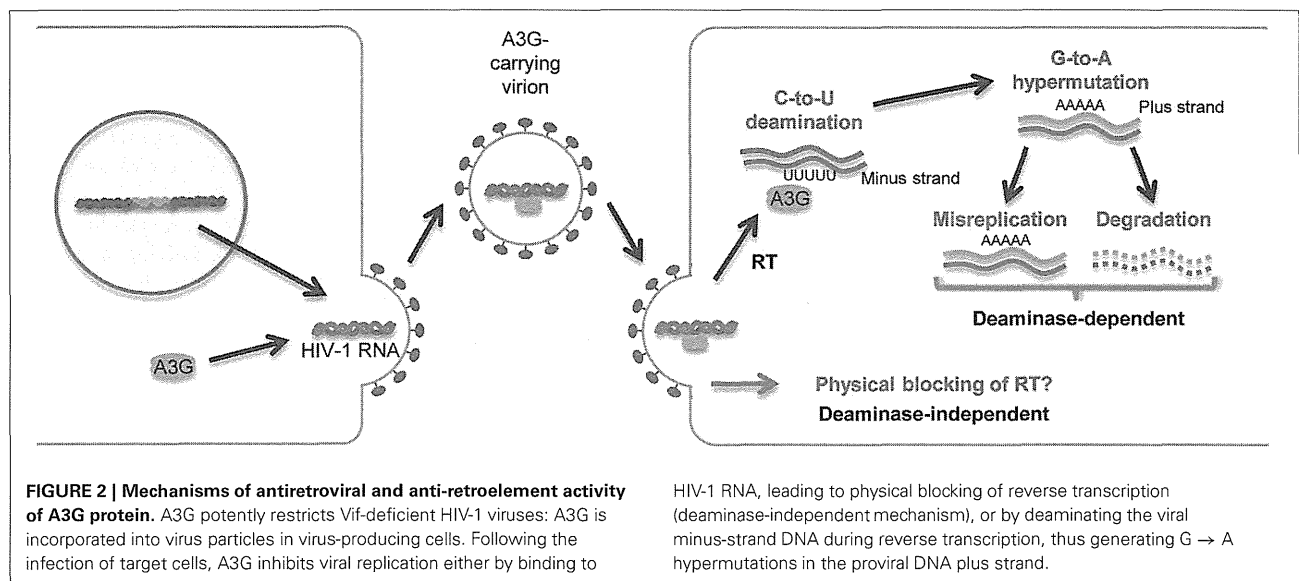 A3G-
carrying
virion
A3G
HIV-1 RNA
RT
C-to-U
deamination
UUUUU
Minus strand
A3G
G-to-A
hypermutation
AAAAA
Plus strand
Misreplication
AAAAA
Degradation
Deaminase-dependent
Physical blocking of RT?
Deaminase-independent
FIGURE 2 | Mechanisms of antiretroviral and anti-retroelement activity
of A3G protein. A3G potently restricts Vif-deficient HIV-1 viruses: A3G is
incorporated into virus particles in virus-producing cells. Following the
infection of target cells, A3G inhibits viral replication either by binding to
HIV-1 RNA, leading to physical blocking of reverse transcription
(deaminase-independent mechanism), or by deaminating the viral
minus-strand DNA during reverse transcription, thus generating G → A
hypermutations in the proviral DNA plus strand.